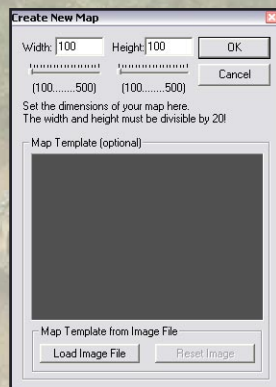 Create New Map
Width: 100 Height: 100 OK
Cancel
(100........500) (100........500)
Set the dimensions of your map here.
The width and height must be divisible by 20!
Map Template (optional)
Map Template from Image File
Load Image File Reset Image